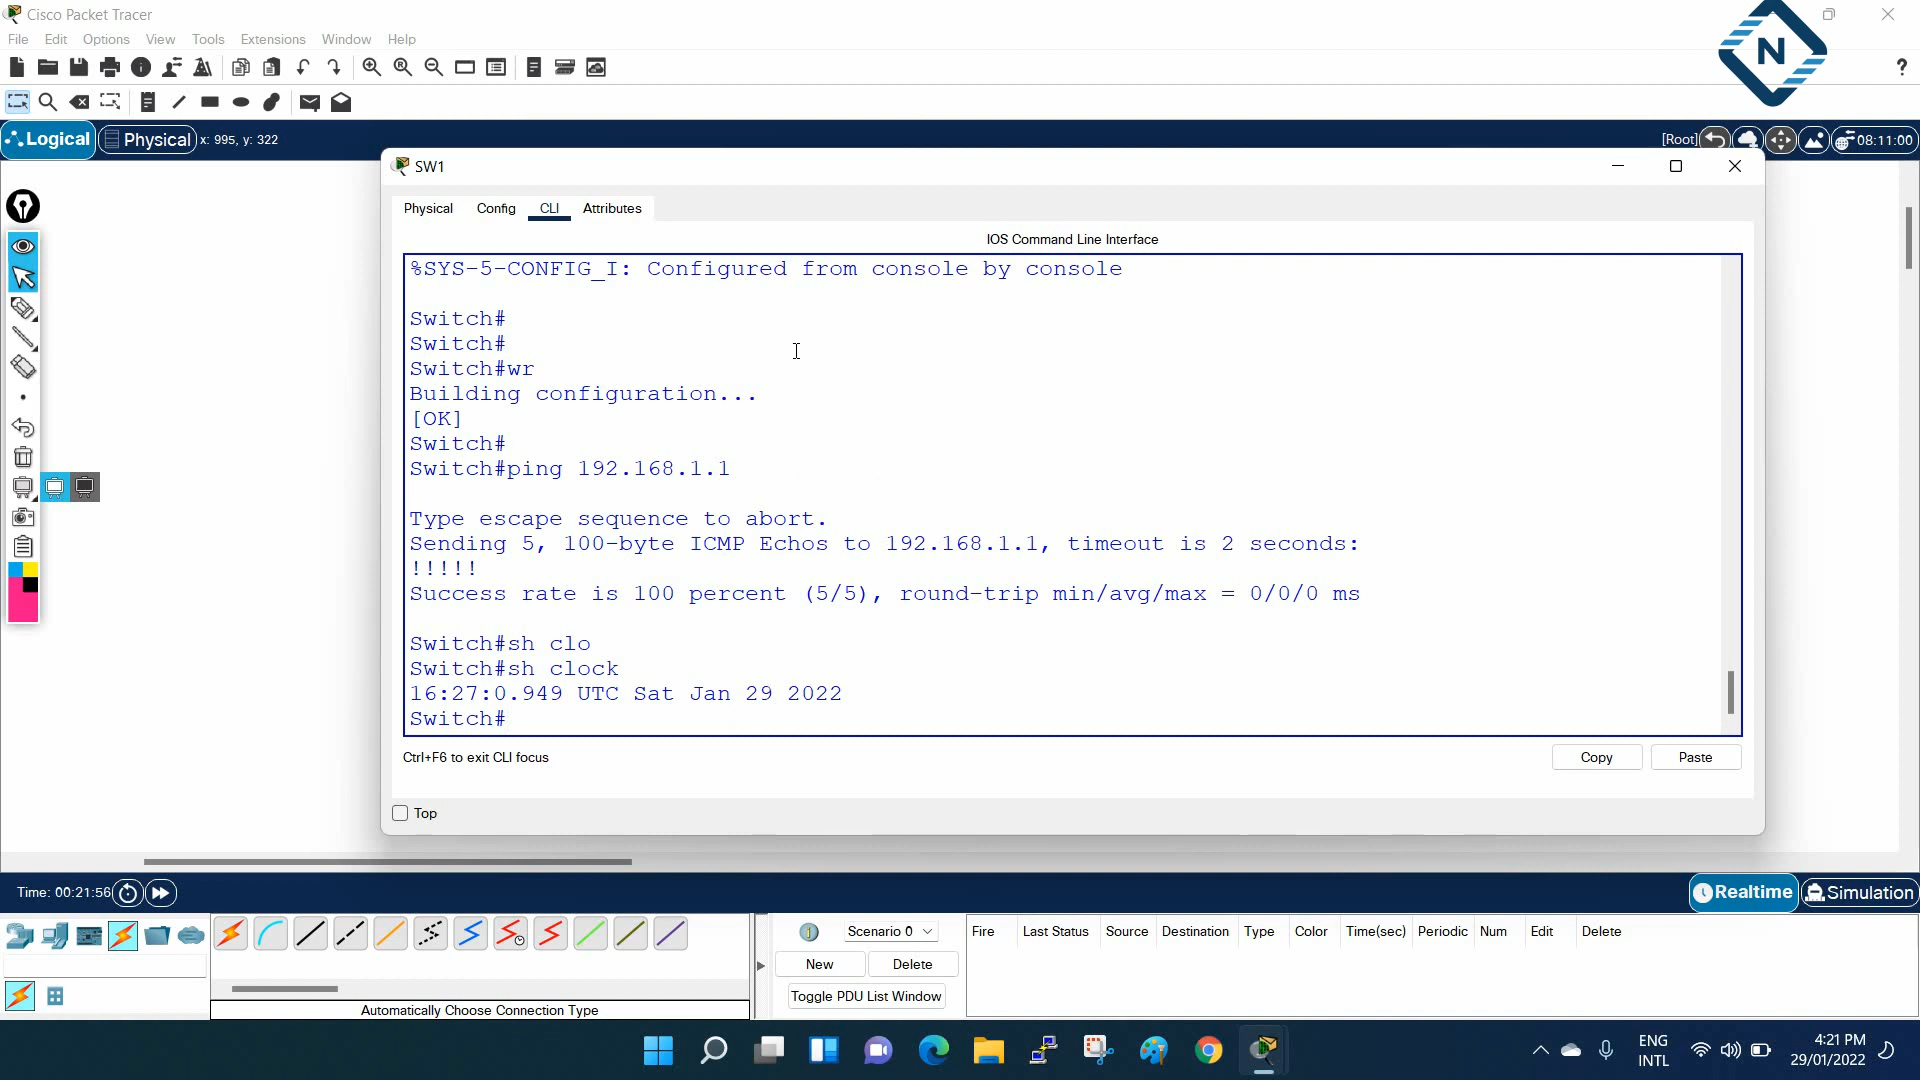 Cisco Packet Tracer
File Edit Options View Tools Extensions Window Help
N
?
Logical Physical x: 995, y: 322 [Root] 08:11:00
SW1
Physical Config CLI Attributes
IOS Command Line Interface
%SYS-5-CONFIG_I: Configured from console by console
Switch#
Switch#
Switch#wr
Building configuration...
[OK]
Switch#
Switch#ping 192.168.1.1
Type escape sequence to abort.
Sending 5, 100-byte ICMP Echos to 192.168.1.1, timeout is 2 seconds:
!!!!!
Success rate is 100 percent (5/5), round-trip min/avg/max = 0/0/0 ms
Switch#sh clo
Switch#sh clock
16:27:0.949 UTC Sat Jan 29 2022
Switch#
Ctrl+F6 to exit CLI focus Copy Paste
Top
Time: 00:21:56 Realtime Simulation
Scenario 0 Fire Last Status Source Destination Type Color Time(sec) Periodic Num Edit Delete
New Delete
Toggle PDU List Window
Automatically Choose Connection Type
ENG 4:21 PM
INTL 29/01/2022